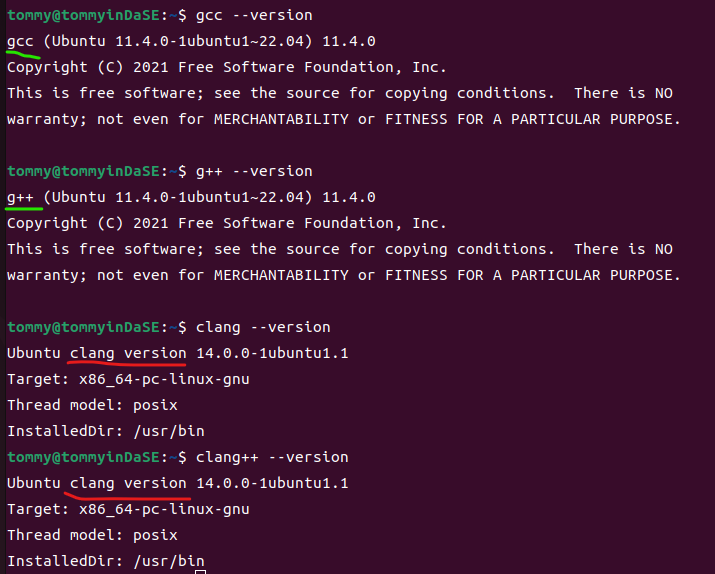 tommy@tommyinDaSE:~$ gcc --version
gcc (Ubuntu 11.4.0-1ubuntu1~22.04) 11.4.0
Copyright (C) 2021 Free Software Foundation, Inc.
This is free software; see the source for copying conditions.  There is NO
warranty; not even for MERCHANTABILITY or FITNESS FOR A PARTICULAR PURPOSE.

tommy@tommyinDaSE:~$ g++ --version
g++ (Ubuntu 11.4.0-1ubuntu1~22.04) 11.4.0
Copyright (C) 2021 Free Software Foundation, Inc.
This is free software; see the source for copying conditions.  There is NO
warranty; not even for MERCHANTABILITY or FITNESS FOR A PARTICULAR PURPOSE.

tommy@tommyinDaSE:~$ clang --version
Ubuntu clang version 14.0.0-1ubuntu1.1
Target: x86_64-pc-linux-gnu
Thread model: posix
InstalledDir: /usr/bin
tommy@tommyinDaSE:~$ clang++ --version
Ubuntu clang version 14.0.0-1ubuntu1.1
Target: x86_64-pc-linux-gnu
Thread model: posix
InstalledDir: /usr/bin